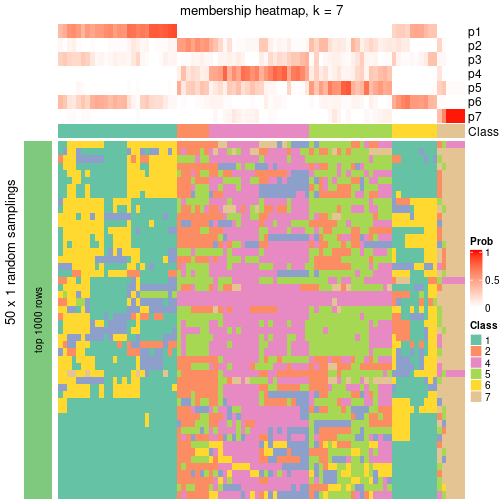 membership heatmap, k = 7
p1
p2
p3
p4
p5
p6
p7
Class
50 x 1 random samplings
top 1000 rows
Prob
1
0.5
0
Class
1
2
4
5
6
7